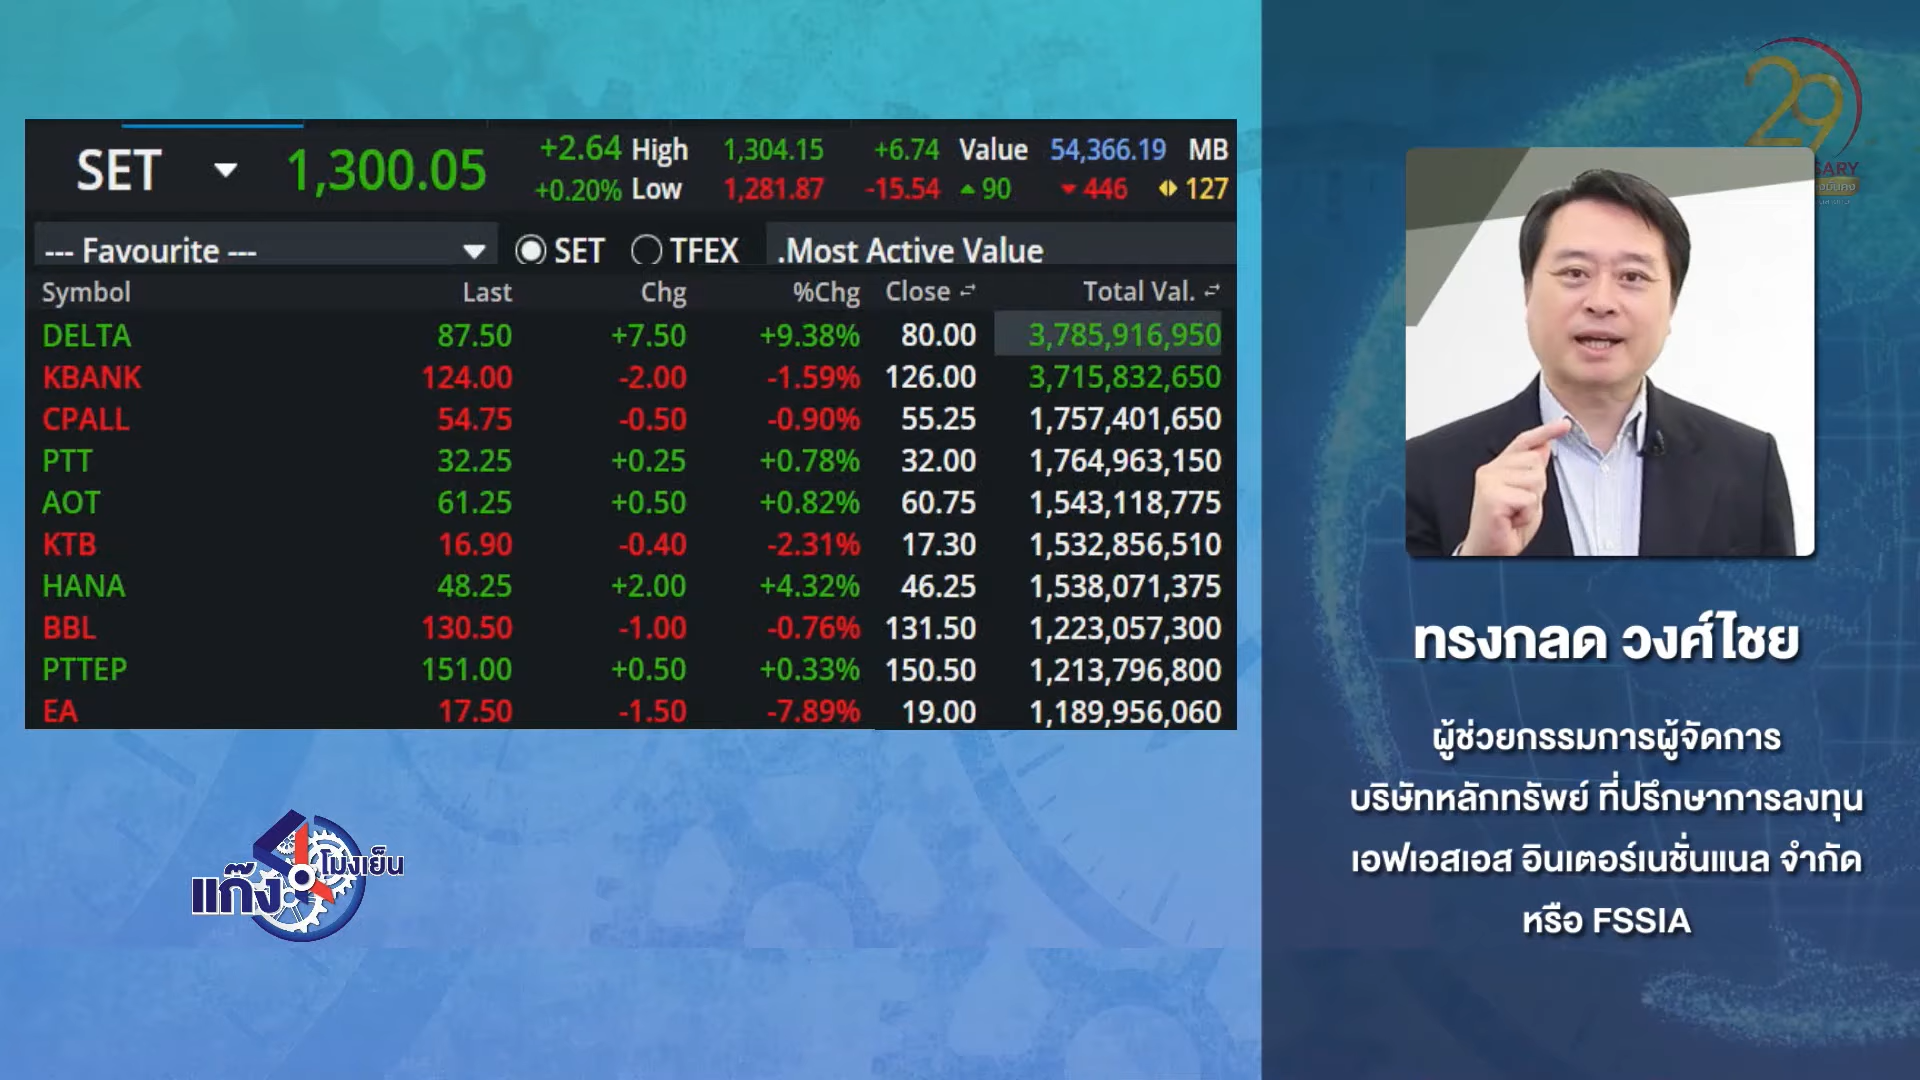 SET 1,300.05 +2.64 High 1,304.15 +6.74 Value 54,366.19 MB
+0.20% Low 1,281.87 -15.54 90 446 127
--- Favourite --- SET TFEX .Most Active Value
Symbol Last Chg %Chg Close Total Val.
DELTA 87.50 +7.50 +9.38% 80.00 3,785,916,950
KBANK 124.00 -2.00 -1.59% 126.00 3,715,832,650
CPALL 54.75 -0.50 -0.90% 55.25 1,757,401,650
PTT 32.25 +0.25 +0.78% 32.00 1,764,963,150
AOT 61.25 +0.50 +0.82% 60.75 1,543,118,775
KTB 16.90 -0.40 -2.31% 17.30 1,532,856,510
HANA 48.25 +2.00 +4.32% 46.25 1,538,071,375
BBL 130.50 -1.00 -0.76% 131.50 1,223,057,300
PTTEP 151.00 +0.50 +0.33% 150.50 1,213,796,800
EA 17.50 -1.50 -7.89% 19.00 1,189,956,060
แก๊ง 4 โมงเย็น
29
ทรงกลด วงศ์ไชย
ผู้ช่วยกรรมการผู้จัดการ
บริษัทหลักทรัพย์ ที่ปรึกษาการลงทุน
เอฟเอสเอส อินเตอร์เนชั่นแนล จำกัด
หรือ FSSIA